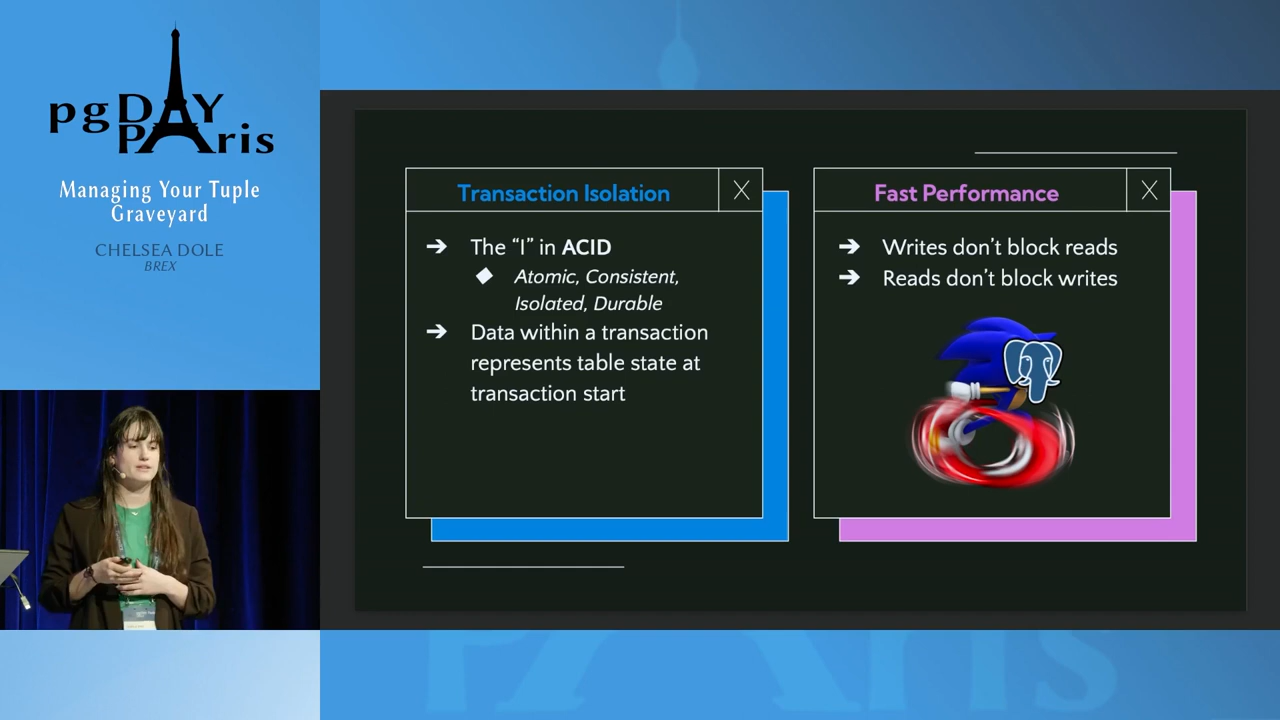 pgDAY
PAris
Managing Your Tuple
Graveyard
CHELSEA DOLE
BREX
Transaction Isolation
X
➔ The “I” in ACID
◆ Atomic, Consistent,
Isolated, Durable
➔ Data within a transaction
represents table state at
transaction start
Fast Performance
X
➔ Writes don’t block reads
➔ Reads don’t block writes